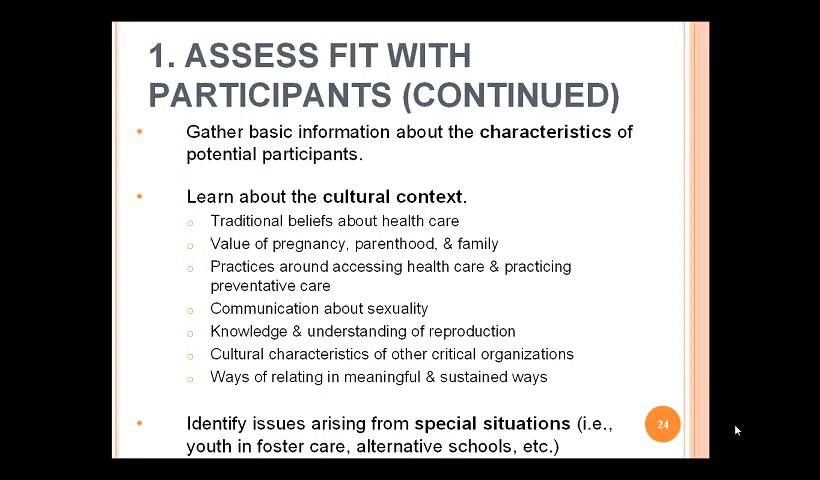 1. ASSESS FIT WITH
PARTICIPANTS (CONTINUED)
• Gather basic information about the characteristics of
potential participants.
• Learn about the cultural context.
o Traditional beliefs about health care
o Value of pregnancy, parenthood, & family
o Practices around accessing health care & practicing
preventative care
o Communication about sexuality
o Knowledge & understanding of reproduction
o Cultural characteristics of other critical organizations
o Ways of relating in meaningful & sustained ways
• Identify issues arising from special situations (i.e.,
youth in foster care, alternative schools, etc.)
24